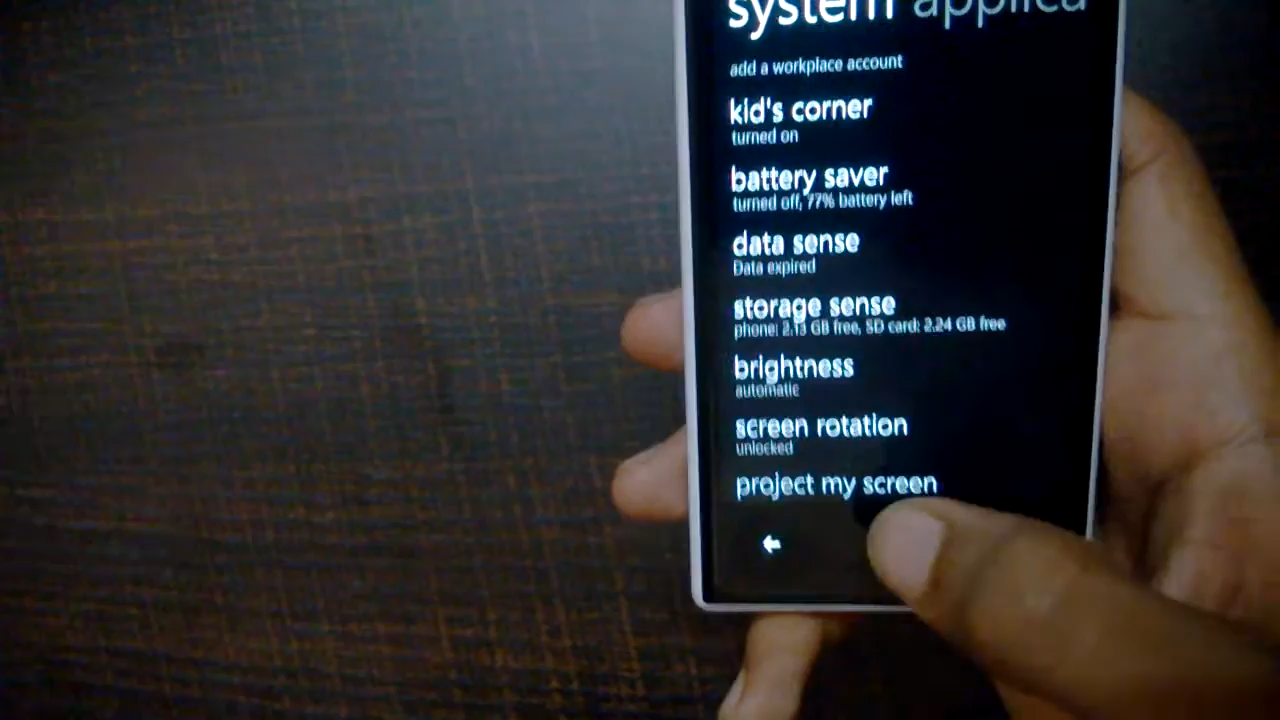 system applica
add a workplace account
kid's corner
turned on
battery saver
turned off, 77% battery left
data sense
Data expired
storage sense
phone: 2.13 GB free, SD card: 2.24 GB free
brightness
automatic
screen rotation
unlocked
project my screen